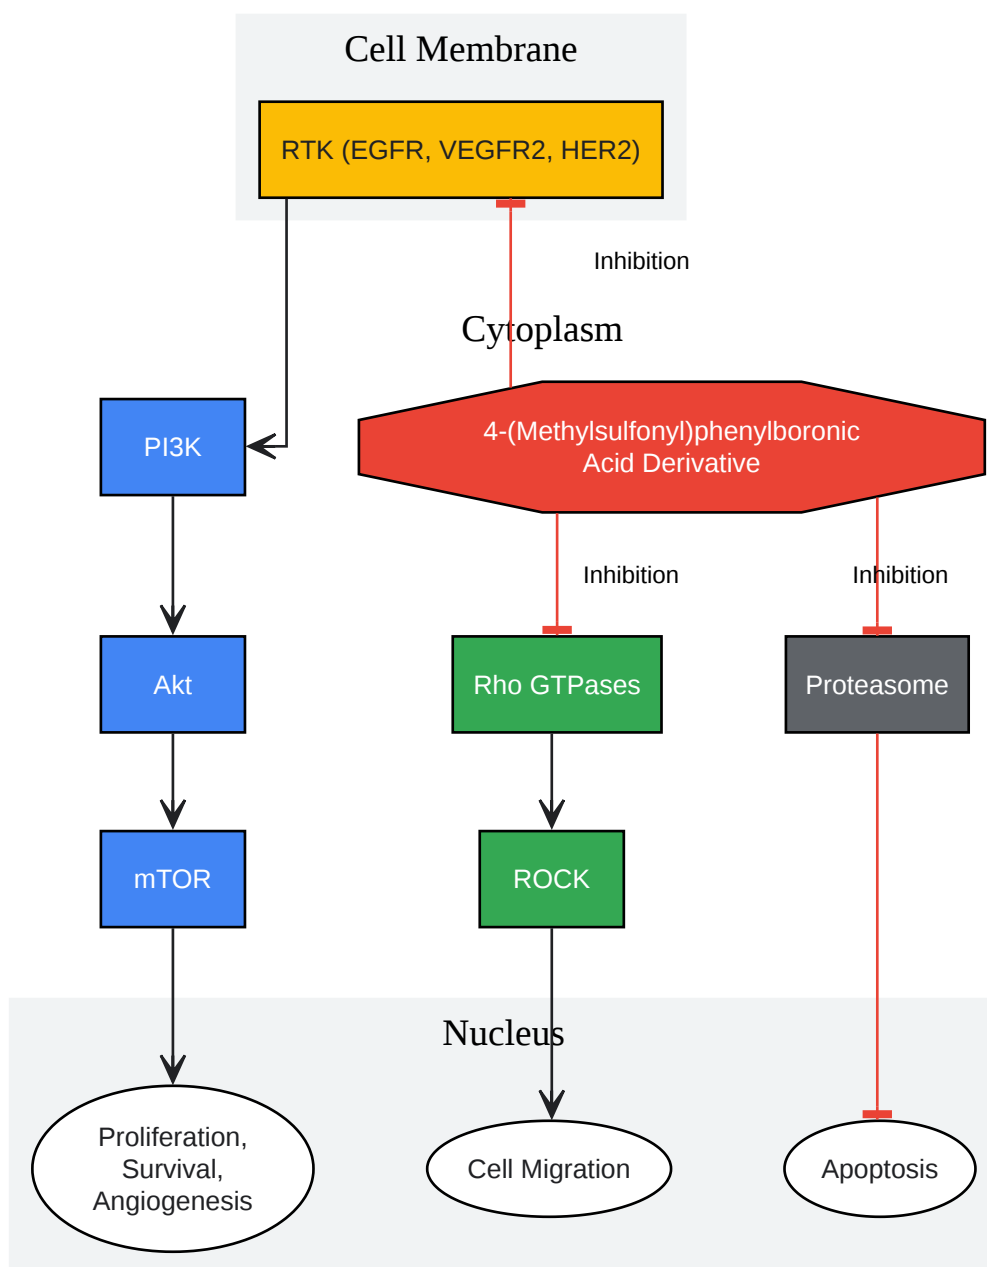 Cell Membrane
RTK (EGFR, VEGFR2, HER2)
Inhibition
Cytoplasm
4-(Methylsulfonyl)phenylboronic
Acid Derivative
PI3K
Inhibition
Inhibition
Akt
Rho GTPases
Proteasome
mTOR
ROCK
Nucleus
Proliferation,
Survival,
Angiogenesis
Cell Migration
Apoptosis